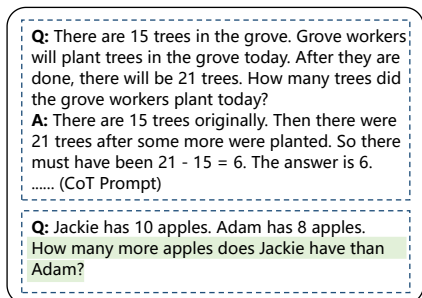 Q: There are 15 trees in the grove. Grove workers
will plant trees in the grove today. After they are
done, there will be 21 trees. How many trees did
the grove workers plant today?
A: There are 15 trees originally. Then there were
21 trees after some more were planted. So there
must have been 21 - 15 = 6. The answer is 6.
...... (CoT Prompt)
Q: Jackie has 10 apples. Adam has 8 apples.
How many more apples does Jackie have than
Adam?